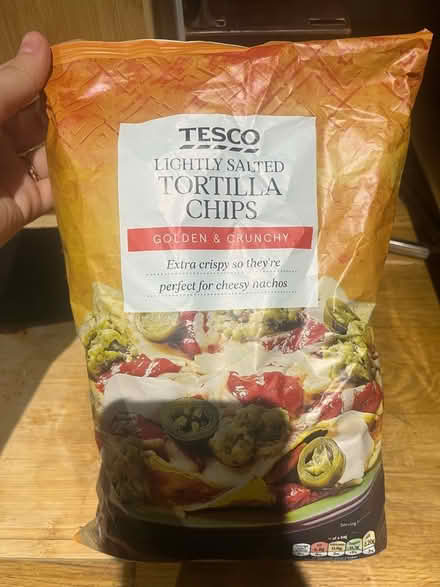 TESCO
LIGHTLY SALTED
TORTILLA
CHIPS
GOLDEN & CRUNCHY
Extra crispy so they're
perfect for cheesy nachos